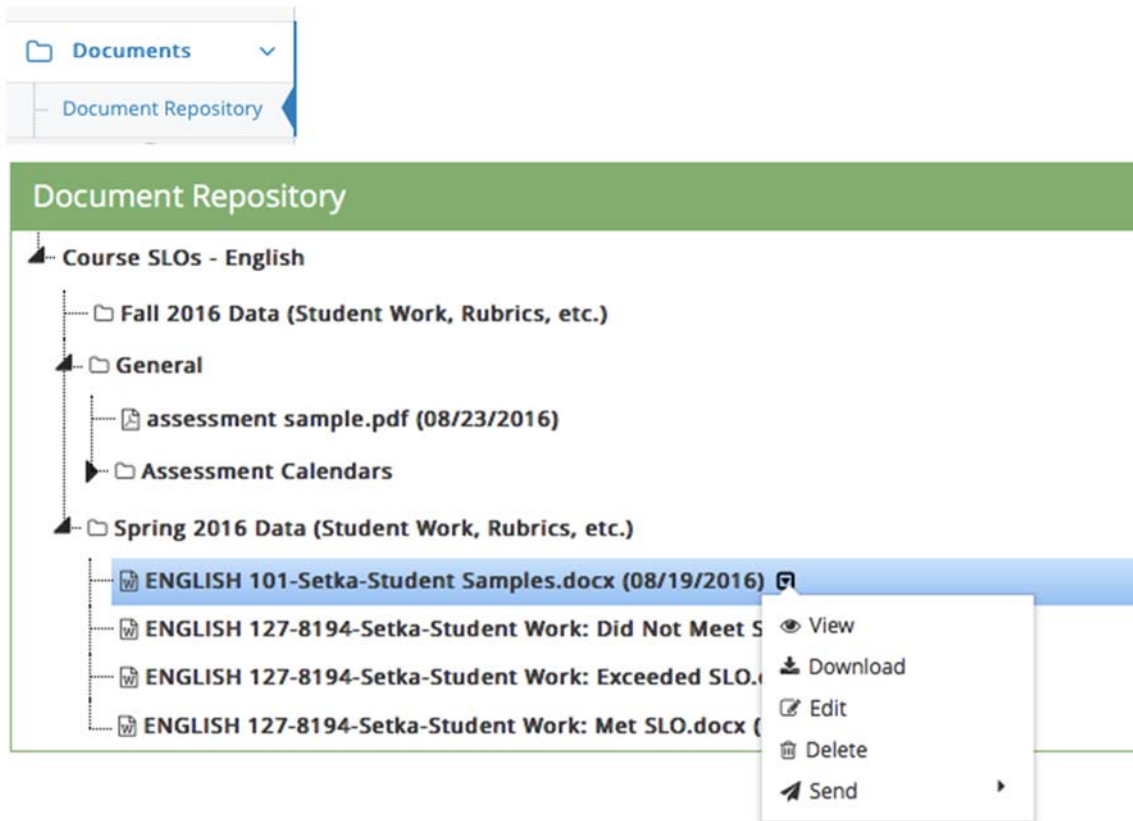 Documents
Document Repository
Document Repository
Course SLOs - English
Fall 2016 Data (Student Work, Rubrics, etc.)
General
assessment sample.pdf (08/23/2016)
Assessment Calendars
Spring 2016 Data (Student Work, Rubrics, etc.)
ENGLISH 101-Setka-Student Samples.docx (08/19/2016)
ENGLISH 127-8194-Setka-Student Work: Did Not Meet S
ENGLISH 127-8194-Setka-Student Work: Exceeded SLO.
ENGLISH 127-8194-Setka-Student Work: Met SLO.docx (
View
Download
Edit
Delete
Send